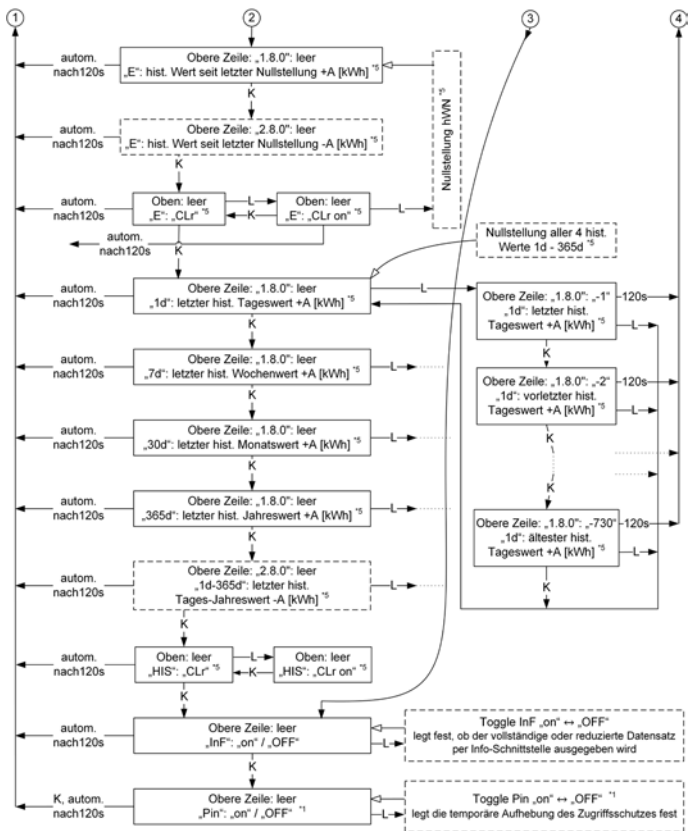 1 2 3 4
autom.
nach120s
Obere Zeile: „1.8.0": leer
„E": hist. Wert seit letzter Nullstellung +A [kWh] *5
K
autom.
nach120s
Obere Zeile: „2.8.0": leer
„E": hist. Wert seit letzter Nullstellung -A [kWh] *5
Nullstellung hWN *5
K
autom.
nach120s
Oben: leer
„E": „CLr" *5
L
K
Oben: leer
„E": „CLr on" *5
L
autom.
nach120s
K
Nullstellung aller 4 hist.
Werte 1d - 365d *5
autom.
nach120s
Obere Zeile: „1.8.0": leer
„1d": letzter hist. Tageswert +A [kWh] *5
L
K
autom.
nach120s
Obere Zeile: „1.8.0": leer
„7d": letzter hist. Wochenwert +A [kWh] *5
L
K
autom.
nach120s
Obere Zeile: „1.8.0": leer
„30d": letzter hist. Monatswert +A [kWh] *5
L
K
autom.
nach120s
Obere Zeile: „1.8.0": leer
„365d": letzter hist. Jahreswert +A [kWh] *5
L
K
autom.
nach120s
Obere Zeile: „2.8.0": leer
„1d-365d": letzter hist.
Tages-Jahreswert -A [kWh] *5
L
K
Obere Zeile: „1.8.0": „-1"
„1d": letzter hist.
Tageswert +A [kWh] *5
120s
L
K
Obere Zeile: „1.8.0": „-2"
„1d": vorletzter hist.
Tageswert +A [kWh] *5
120s
L
K
K
Obere Zeile: „1.8.0": „-730"
„1d": ältester hist.
Tageswert +A [kWh] *5
120s
L
K
autom.
nach120s
Oben: leer
„HIS": „CLr" *5
L
K
Oben: leer
„HIS": „CLr on" *5
K
autom.
nach120s
Obere Zeile: leer
„InF": „on" / „OFF"
L
Toggle InF „on" ↔ „OFF"
legt fest, ob der vollständige oder reduzierte Datensatz
per Info-Schnittstelle ausgegeben wird
K
K, autom.
nach120s
Obere Zeile: leer
„Pin": „on" / „OFF" *1
L
Toggle Pin „on" ↔ „OFF" *1
legt die temporäre Aufhebung des Zugriffsschutzes fest